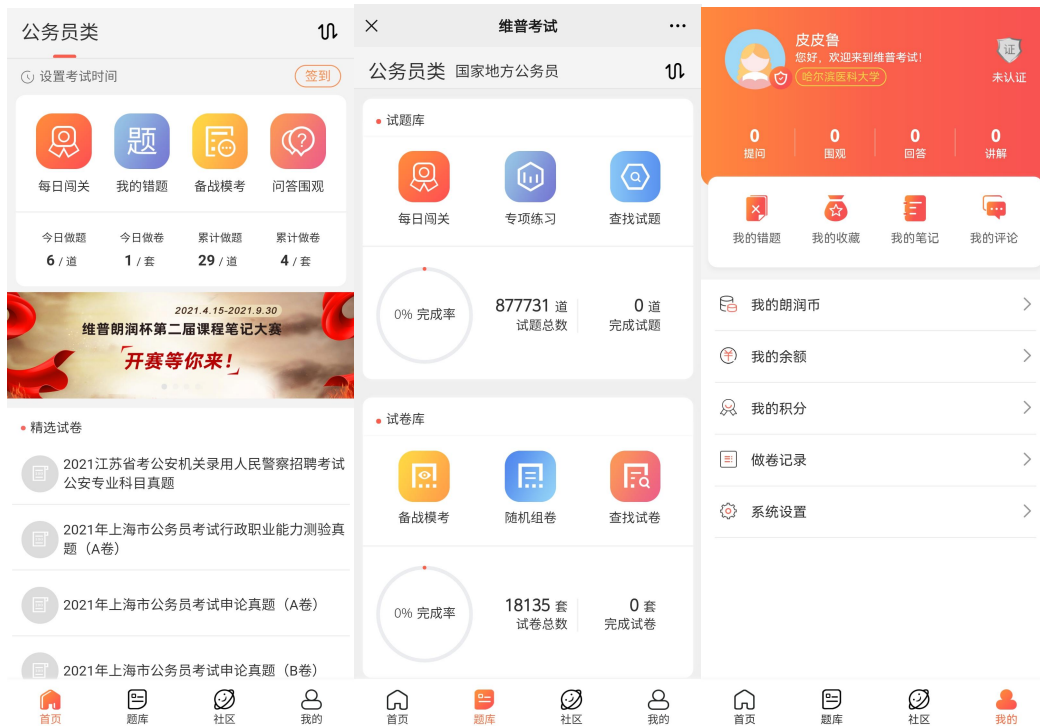 公务员类
设置考试时间
签到
每日闯关
我的错题
备战模考
问答围观
今日做题
今日做卷
累计做题
累计做卷
6 / 道
1 / 套
29 / 道
4 / 套
2021.4.15-2021.9.30
维普朗润杯第二届课程笔记大赛
开赛等你来！
精选试卷
2021江苏省考公安机关录用人民警察招聘考试
公安专业科目真题
2021年上海市公务员考试行政职业能力测验真
题（A卷）
2021年上海市公务员考试申论真题（A卷）
2021年上海市公务员考试申论真题（B卷）
首页
题库
社区
我的
维普考试
公务员类 国家地方公务员
试题库
每日闯关
专项练习
查找试题
0% 完成率
877731 道
试题总数
0 道
完成试题
试卷库
备战模考
随机组卷
查找试卷
0% 完成率
18135 套
试卷总数
0 套
完成试卷
首页
题库
社区
我的
皮皮鲁
您好，欢迎来到维普考试!
哈尔滨医科大学
证
未认证
0
提问
0
围观
0
回答
0
讲解
我的错题
我的收藏
我的笔记
我的评论
我的朗润币
我的余额
我的积分
做卷记录
系统设置
首页
题库
社区
我的